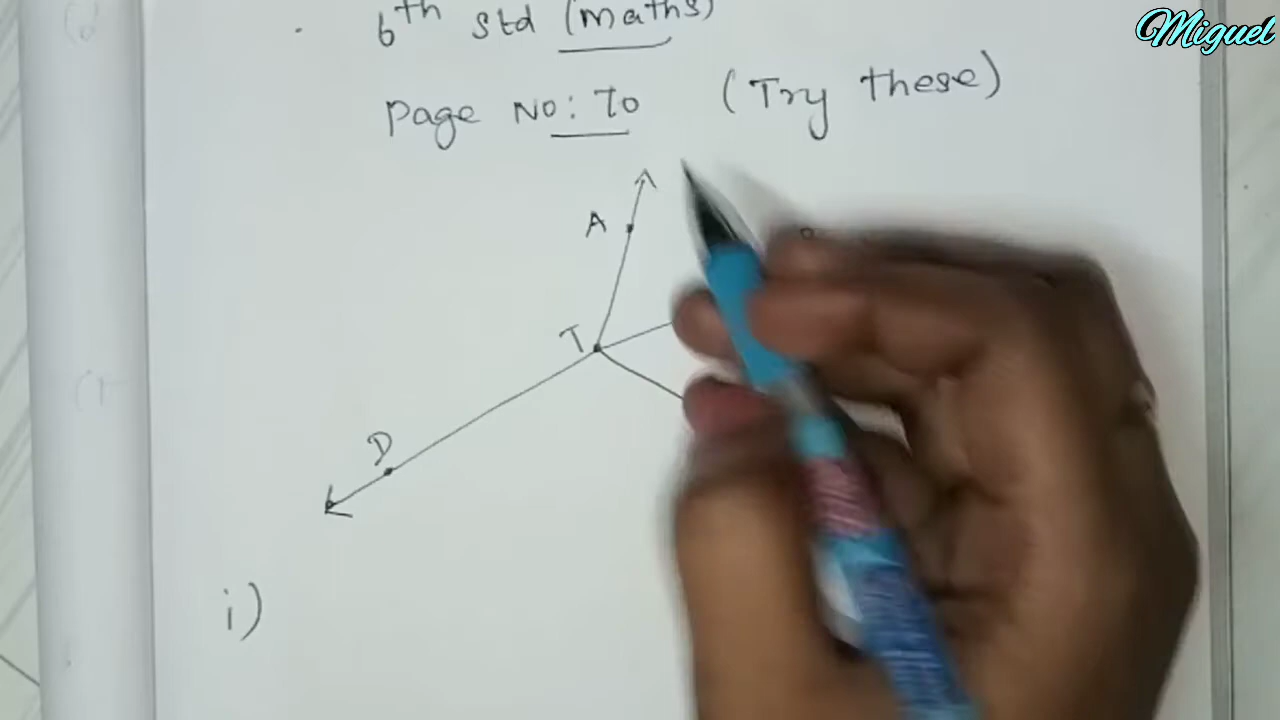 Miguel
6th std (Maths)
Page No: 70 (Try these)
A
T
D
i)